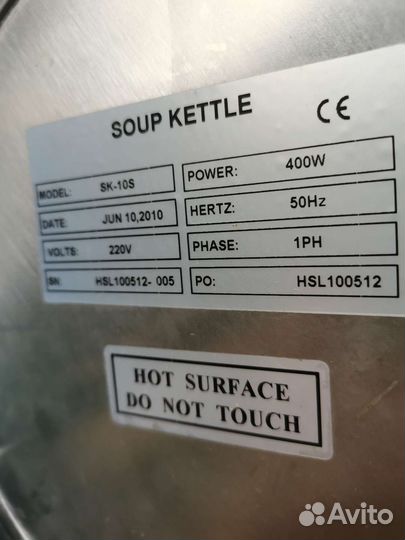 SOUP KETTLE CE
MODEL: SK-10S POWER: 400W
DATE: JUN 10,2010 HERTZ: 50Hz
VOLTS: 220V PHASE: 1PH
SN: HSL100512- 005 PO: HSL100512
HOT SURFACE
DO NOT TOUCH
Avito